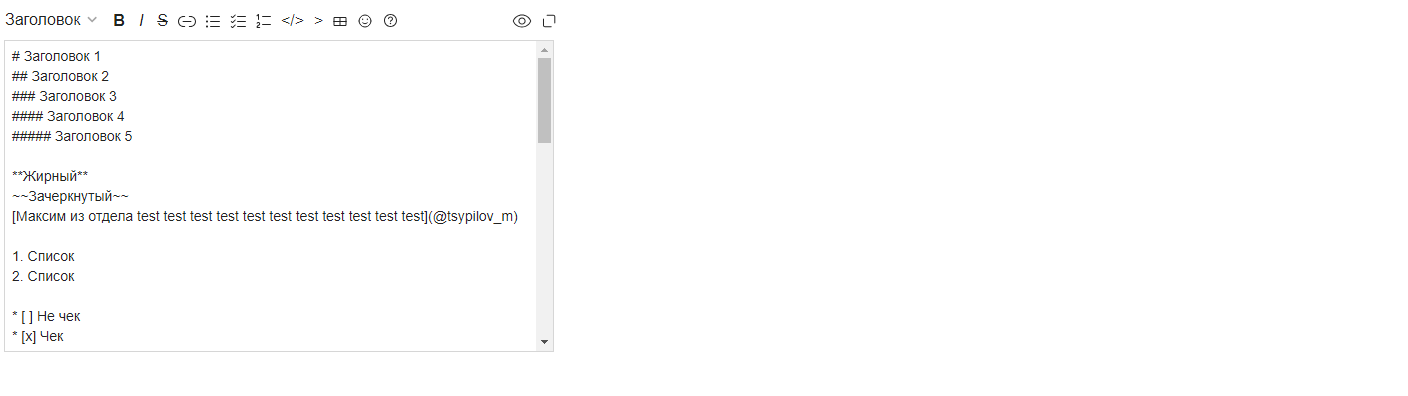 Заголовок B I S </> >
# Заголовок 1
## Заголовок 2
### Заголовок 3
#### Заголовок 4
##### Заголовок 5
**Жирный**
~~Зачеркнутый~~
[Максим из отдела test test test test test test test test test test test](@tsypilov_m)
1. Список
2. Список
* [ ] Не чек
* [x] Чек